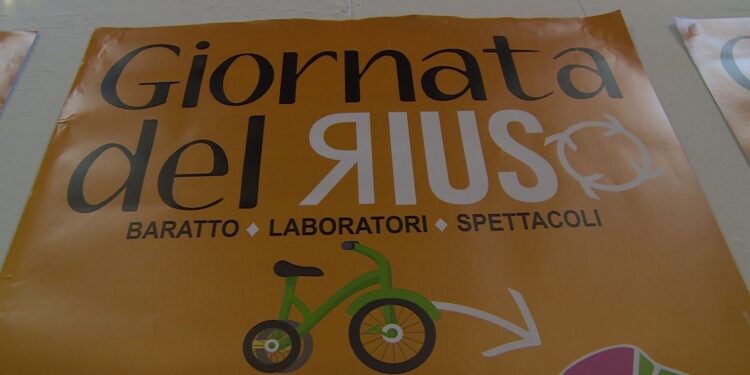 Giornata
del RIUSO
BARATTO ♦ LABORATORI ♦ SPETTACOLI